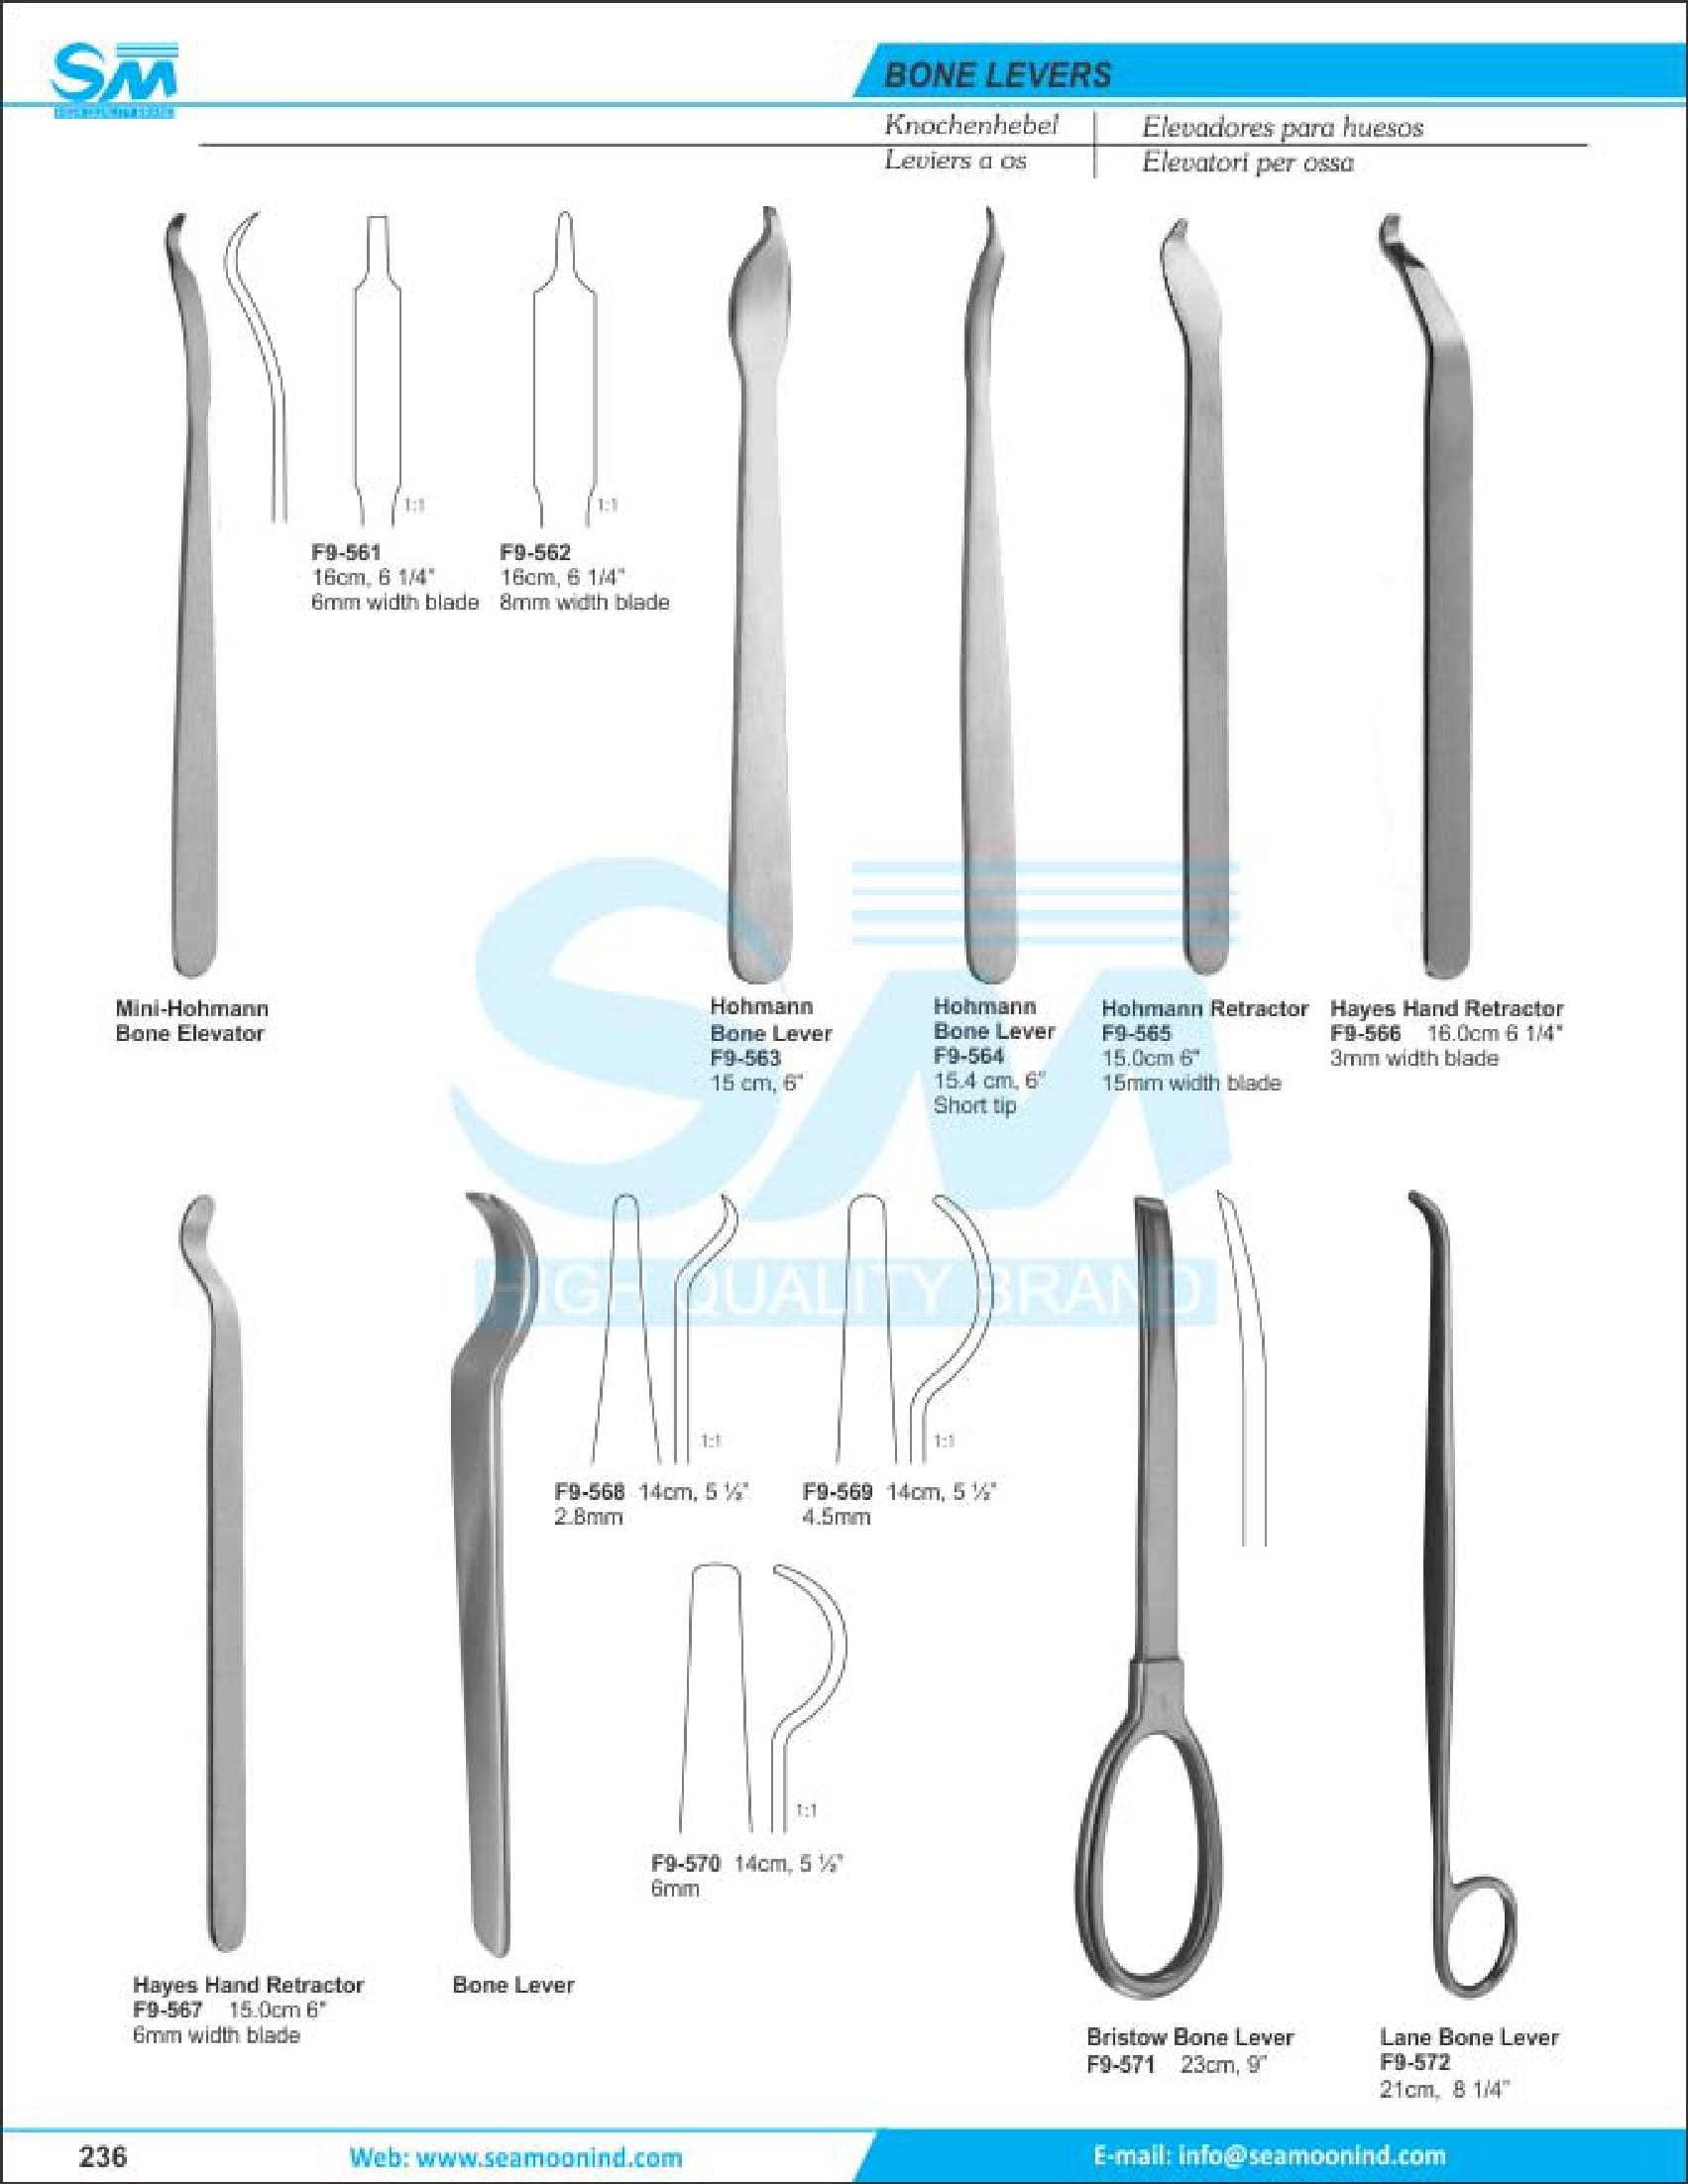 SM
BONE LEVERS
Knochenhebel
Elevadores para huesos
Leviers a os
Elevatori per ossa
1:1
1:1
F9-561
16cm, 6 1/4"
6mm width blade
F9-562
16cm, 6 1/4"
8mm width blade
Mini-Hohmann
Bone Elevator
Hohmann
Bone Lever
F9-563
15 cm, 6"
Hohmann
Bone Lever
F9-564
15.4 cm, 6"
Short tip
Hohmann Retractor
F9-565
15.0cm 6"
15mm width blade
Hayes Hand Retractor
F9-566 16.0cm 6 1/4"
3mm width blade
SM
HIGH QUALITY BRAND
1:1
1:1
F9-568 14cm, 5 ½"
2.8mm
F9-569 14cm, 5 ½"
4.5mm
1:1
F9-570 14cm, 5 ½"
6mm
Hayes Hand Retractor
F9-567 15.0cm 6"
6mm width blade
Bone Lever
Bristow Bone Lever
F9-571 23cm, 9"
Lane Bone Lever
F9-572
21cm, 8 1/4"
236
Web: www.seamoonind.com
E-mail: info@seamoonind.com